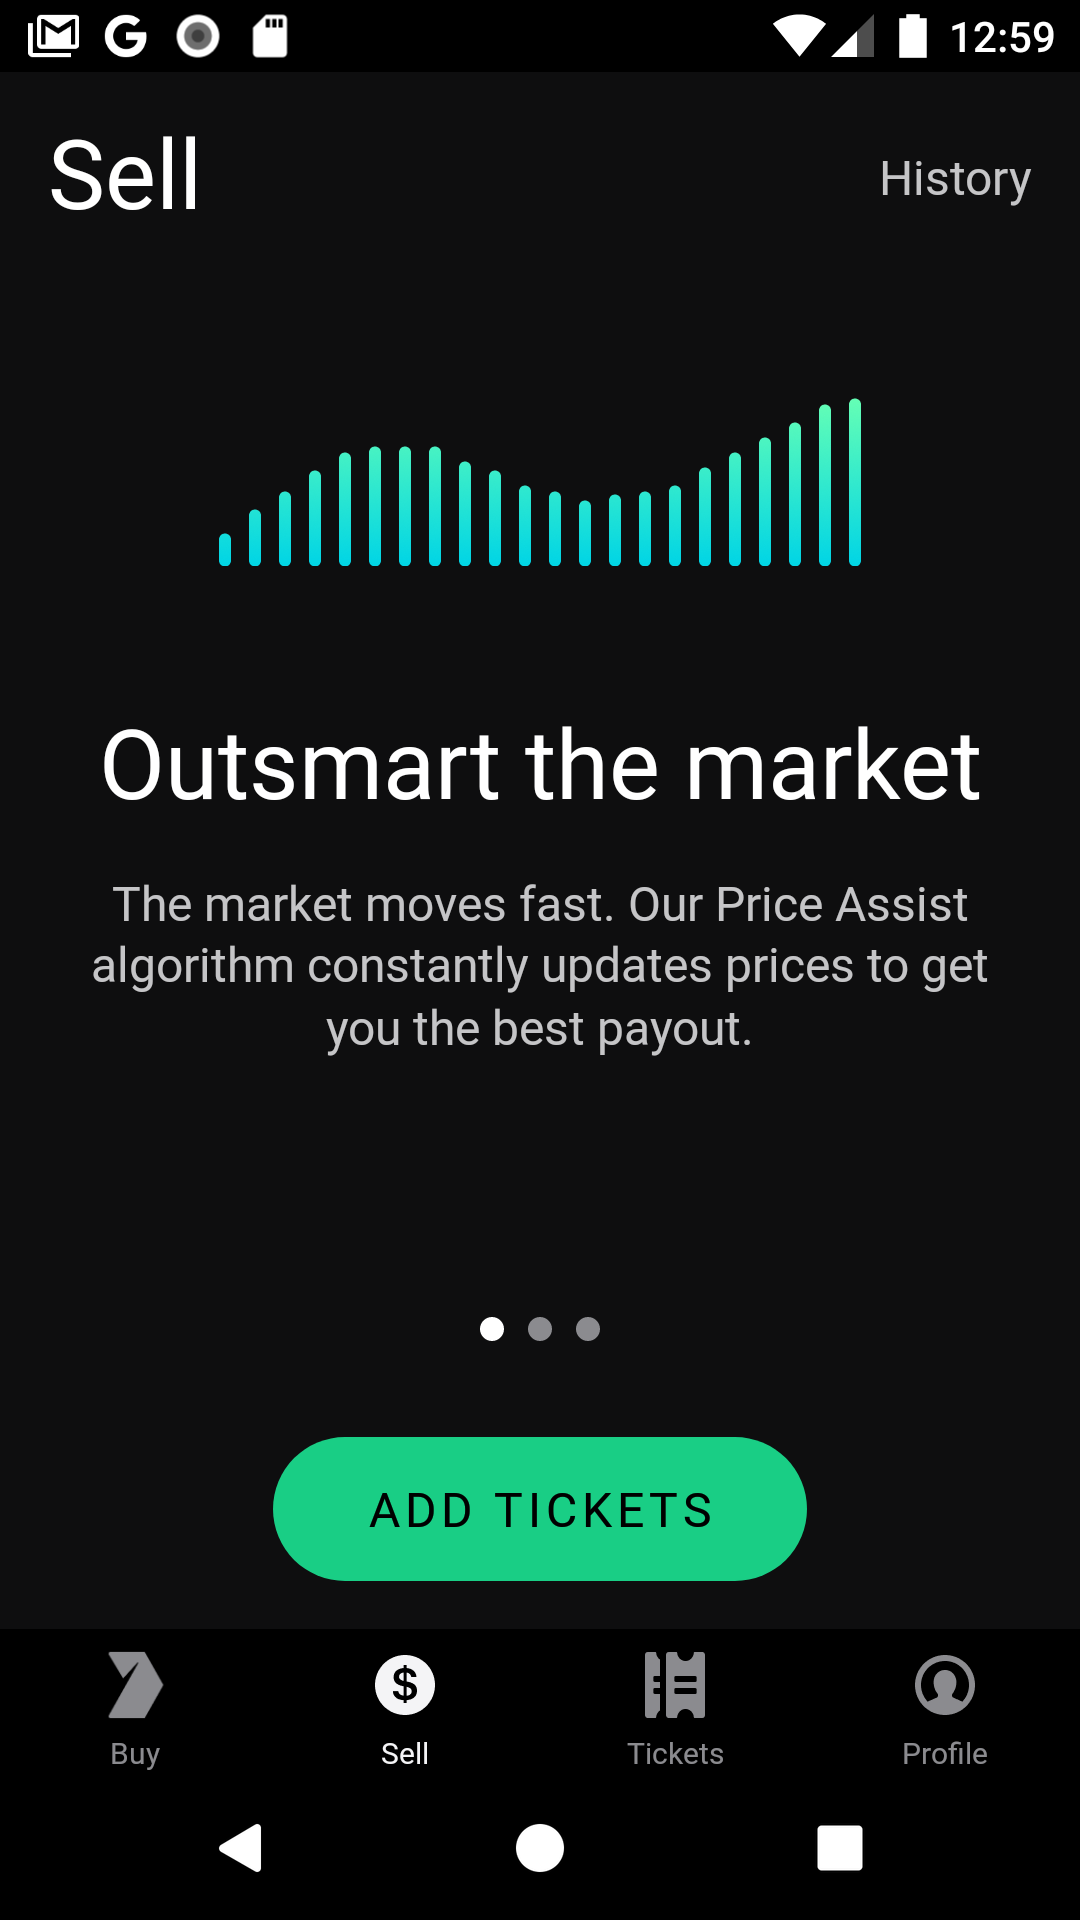 12:59
Sell
History
Outsmart the market
The market moves fast. Our Price Assist
algorithm constantly updates prices to get
you the best payout.
ADD TICKETS
$
Buy
Sell
Tickets
Profile